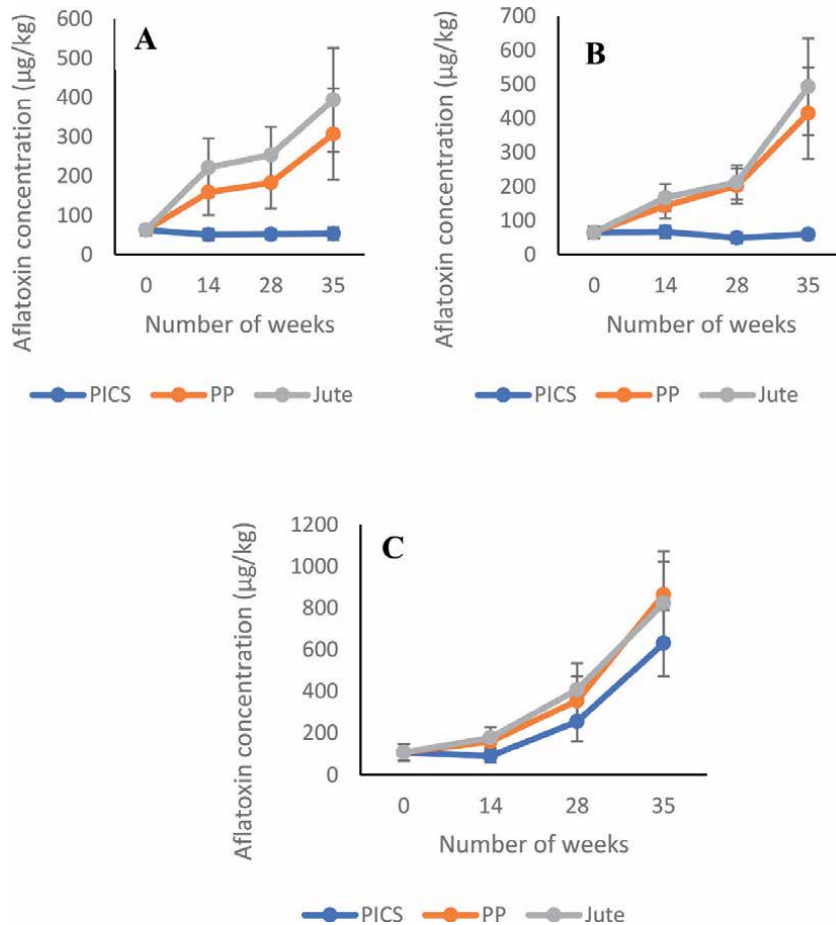 A
Aflatoxin concentration (µg/kg)
600
500
400
300
200
100
0
0 14 28 35
Number of weeks
PICS PP Jute
B
Aflatoxin concentration (µg/kg)
700
600
500
400
300
200
100
0
0 14 28 35
Number of weeks
PICS PP Jute
C
Aflatoxin concentration (µg/kg)
1200
1000
800
600
400
200
0
0 14 28 35
Number of weeks
PICS PP Jute